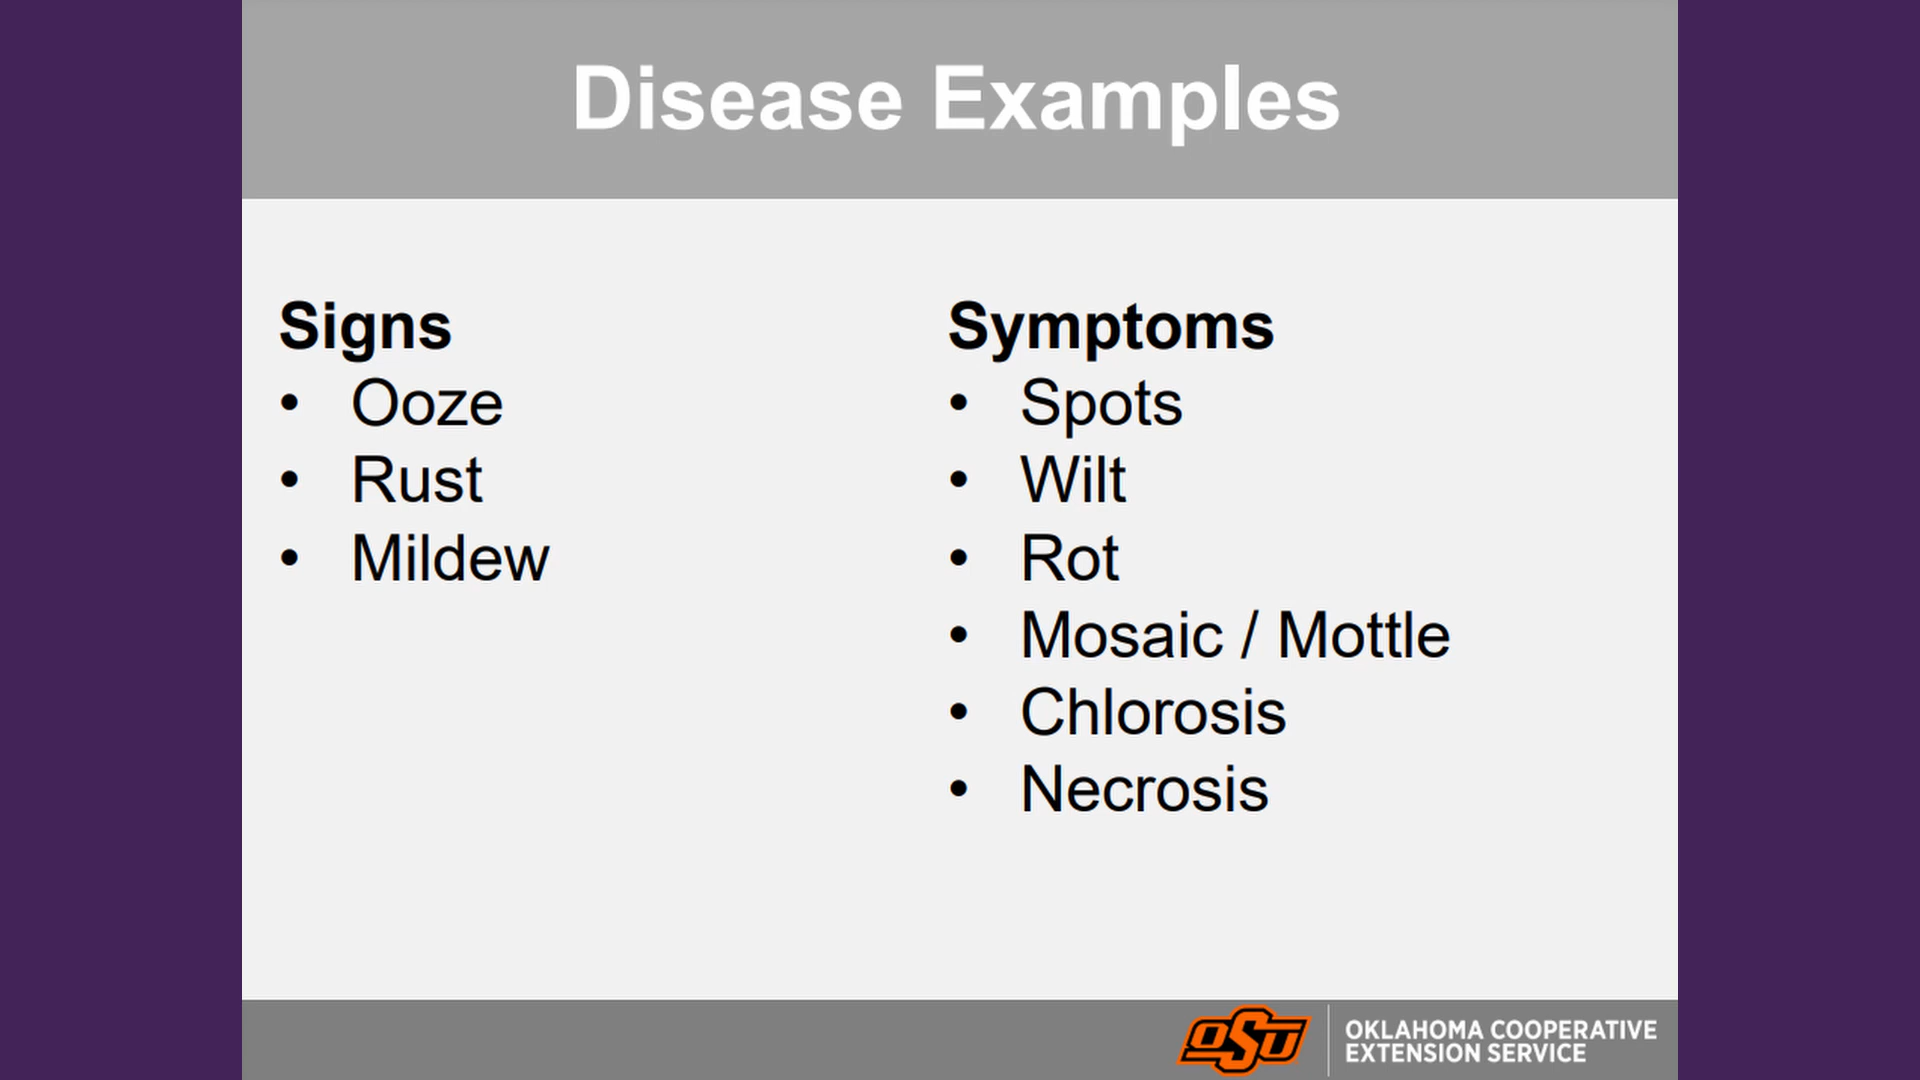 Disease Examples
Signs
• Ooze
• Rust
• Mildew
Symptoms
• Spots
• Wilt
• Rot
• Mosaic / Mottle
• Chlorosis
• Necrosis
OSU
OKLAHOMA COOPERATIVE
EXTENSION SERVICE